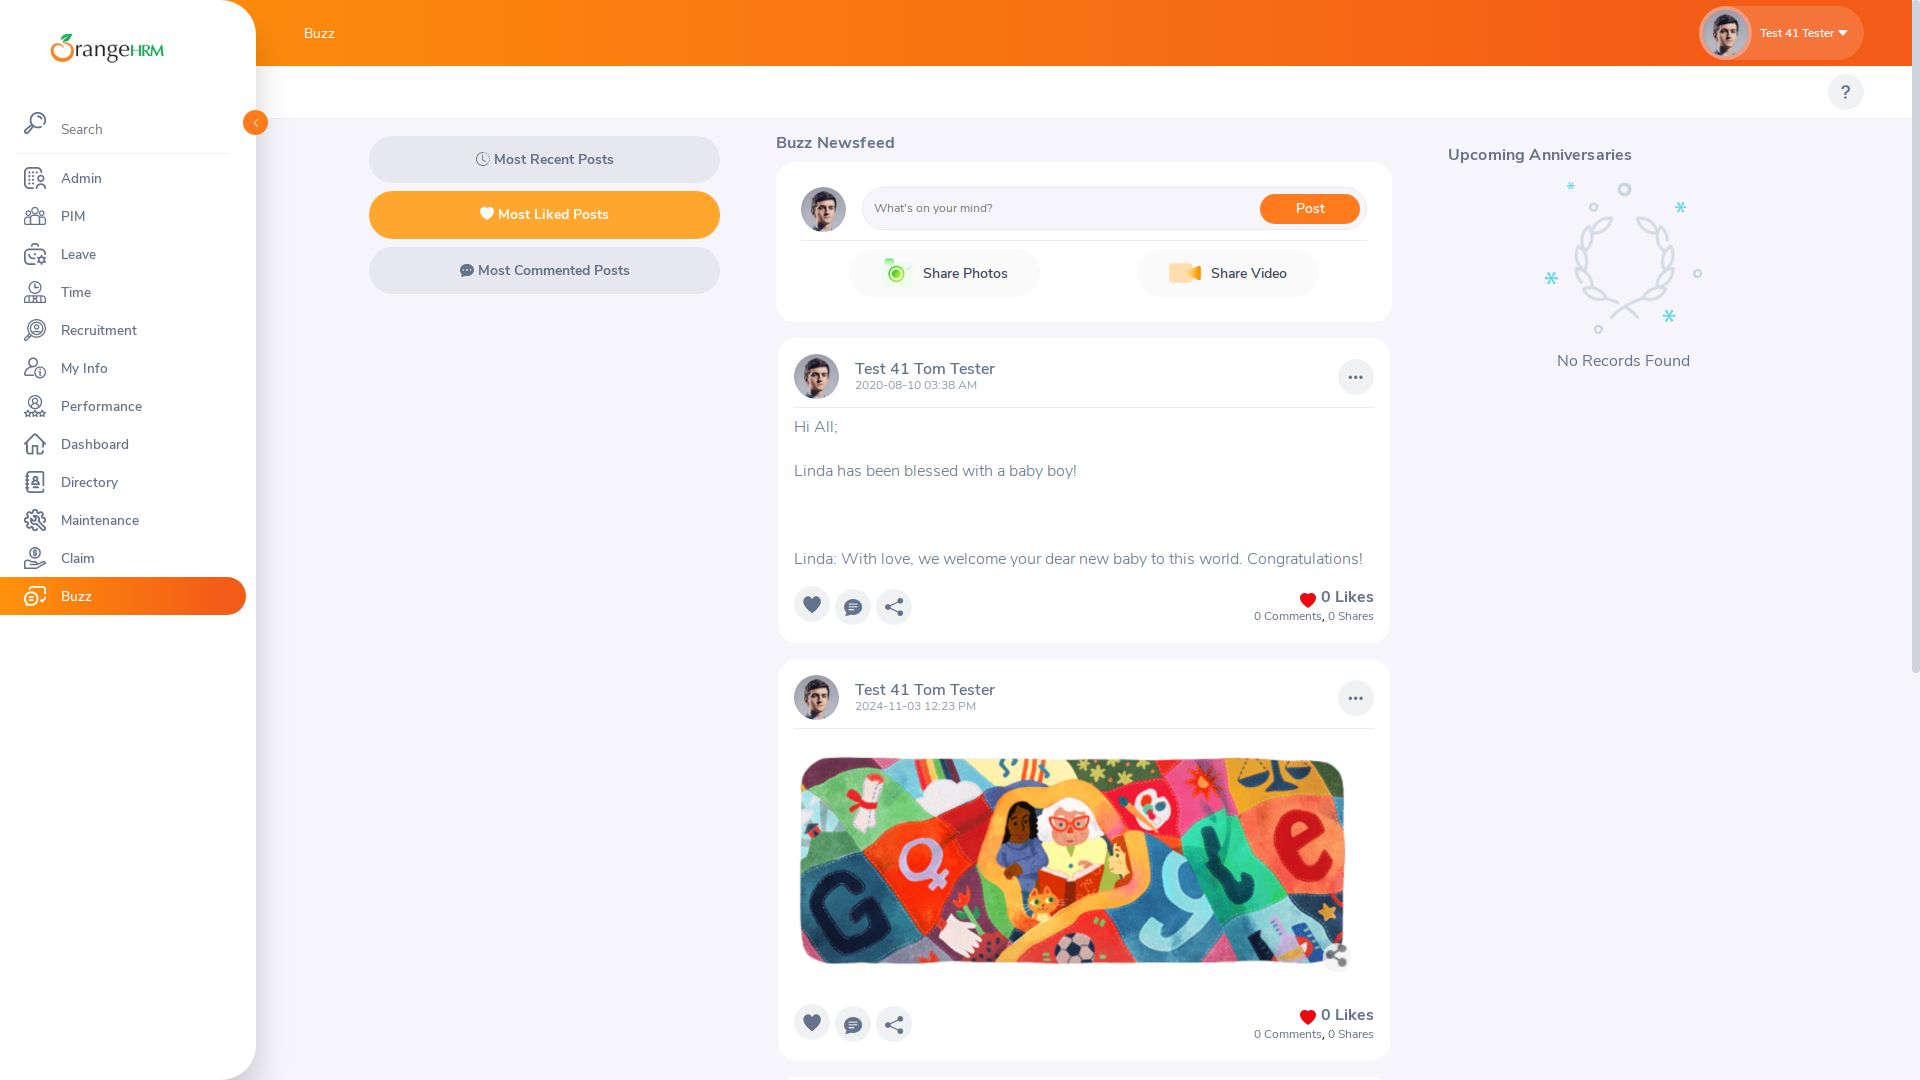 OrangeHRM
Search
Admin
PIM
Leave
Time
Recruitment
My Info
Performance
Dashboard
Directory
Maintenance
Claim
Buzz
Buzz
Test 41 Tester
?
Most Recent Posts
Most Liked Posts
Most Commented Posts
Buzz Newsfeed
What's on your mind?
Post
Share Photos
Share Video
Test 41 Tom Tester
2020-08-10 03:38 AM
Hi All;
Linda has been blessed with a baby boy!
Linda: With love, we welcome your dear new baby to this world. Congratulations!
0 Likes
0 Comments, 0 Shares
Test 41 Tom Tester
2024-11-03 12:23 PM
G gle
0 Likes
0 Comments, 0 Shares
Upcoming Anniversaries
No Records Found